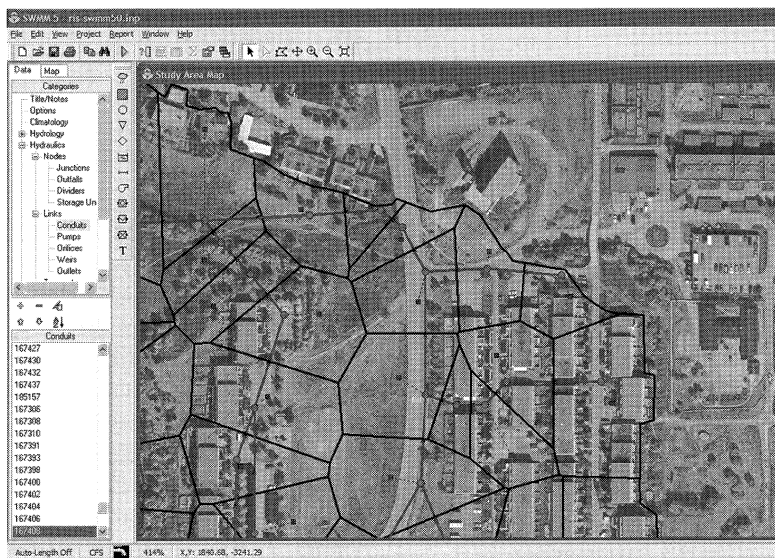 SWMM 5 - ris swmm50.inp
File Edit View Project Report Window Help
Data Map
Categories
Title/Notes
Options
Climatology
Hydrology
Hydraulics
Nodes
Junctions
Outfalls
Dividers
Storage Un
Links
Conduits
Pumps
Orifices
Weirs
Outlets
Conduits
167427
167430
167432
167437
185157
167306
167308
167310
167391
167393
167398
167400
167402
167404
167406
167408
Study Area Map
T
Auto-Length Off CFS 414% X,Y: 1840.68, -3241.29